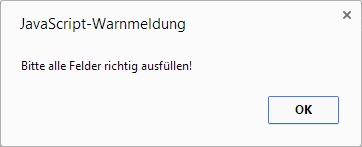 JavaScript-Warnmeldung
Bitte alle Felder richtig ausfüllen!
OK